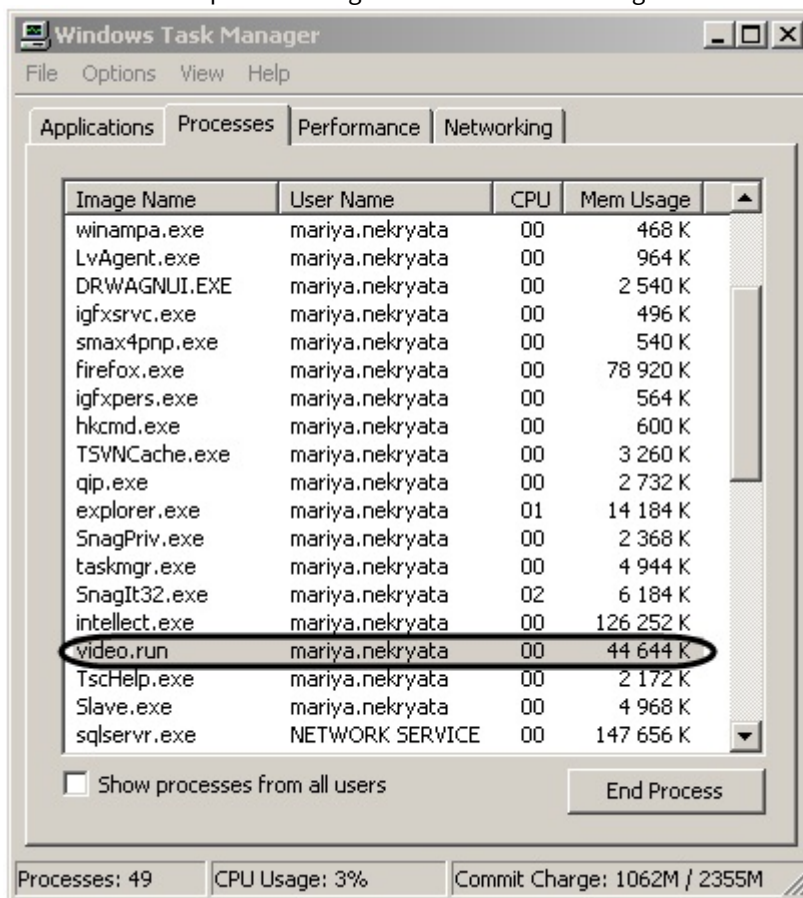 Windows Task Manager
File Options View Help
Applications Processes Performance Networking
Image Name User Name CPU Mem Usage
winampa.exe mariya.nekryata 00 468 K
LvAgent.exe mariya.nekryata 00 964 K
DRWAGNUI.EXE mariya.nekryata 00 2 540 K
igfxsrvc.exe mariya.nekryata 00 496 K
smax4pnp.exe mariya.nekryata 00 540 K
firefox.exe mariya.nekryata 00 78 920 K
igfxpers.exe mariya.nekryata 00 564 K
hkcmd.exe mariya.nekryata 00 600 K
TSVNCache.exe mariya.nekryata 00 3 260 K
qip.exe mariya.nekryata 00 2 732 K
explorer.exe mariya.nekryata 01 14 184 K
SnagPriv.exe mariya.nekryata 00 2 368 K
taskmgr.exe mariya.nekryata 00 4 944 K
SnagIt32.exe mariya.nekryata 02 6 184 K
intellect.exe mariya.nekryata 00 126 252 K
video.run mariya.nekryata 00 44 644 K
TscHelp.exe mariya.nekryata 00 2 172 K
Slave.exe mariya.nekryata 00 4 968 K
sqlservr.exe NETWORK SERVICE 00 147 656 K
Show processes from all users End Process
Processes: 49 CPU Usage: 3% Commit Charge: 1062M / 2355M